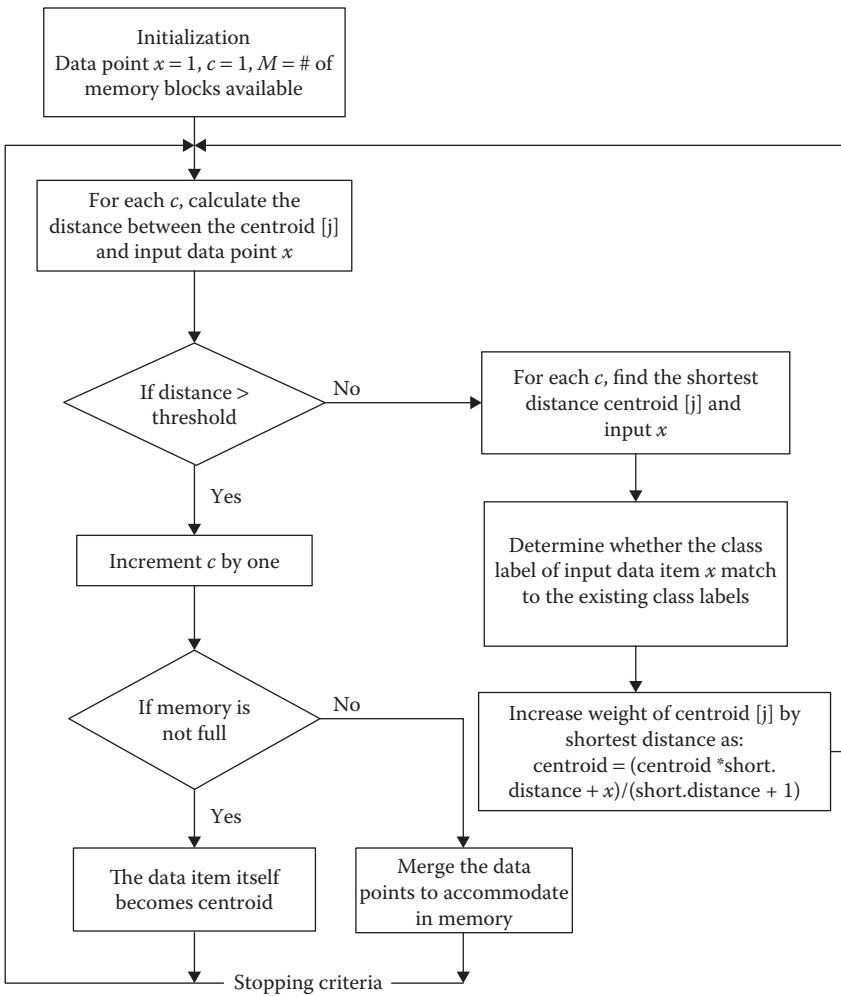 Initialization
Data point x = 1, c = 1, M = # of
memory blocks available
For each c, calculate the
distance between the centroid [j]
and input data point x
If distance >
threshold
No
For each c, find the shortest
distance centroid [j] and
input x
Yes
Increment c by one
Determine whether the class
label of input data item x match
to the existing class labels
If memory is
not full
No
Increase weight of centroid [j] by
shortest distance as:
centroid = (centroid *short.
distance + x)/(short.distance + 1)
Yes
The data item itself
becomes centroid
Merge the data
points to accommodate
in memory
Stopping criteria